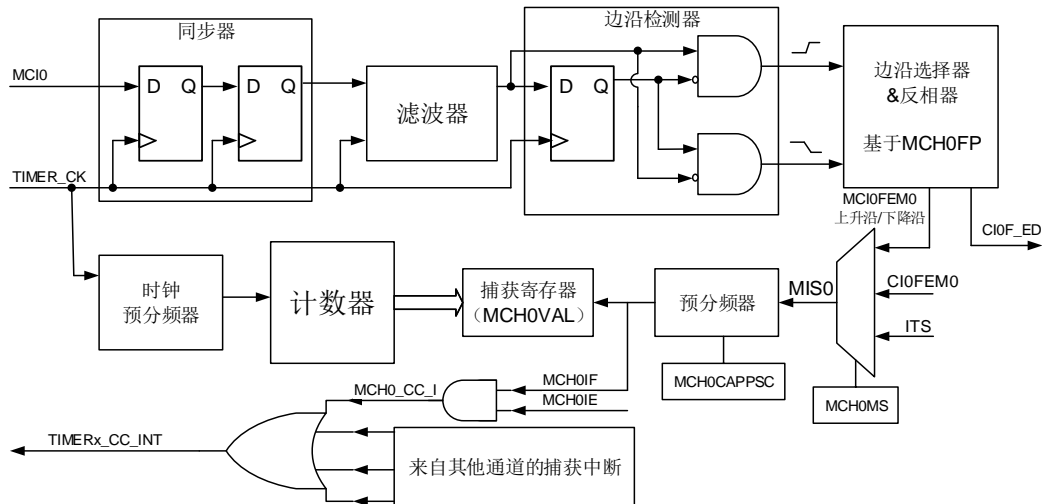 同步器
边沿检测器
MCI0
D Q
D Q
滤波器
D Q
边沿选择器
&反相器
基于MCH0FP
TIMER_CK
MCI0FEM0
上升沿/下降沿
CI0F_ED
时钟
预分频器
计数器
捕获寄存器
（MCH0VAL）
预分频器
MIS0
CI0FEM0
ITS
MCH0CAPPSC
MCH0MS
MCH0_CC_I
MCH0IF
MCH0IE
TIMERx_CC_INT
来自其他通道的捕获中断